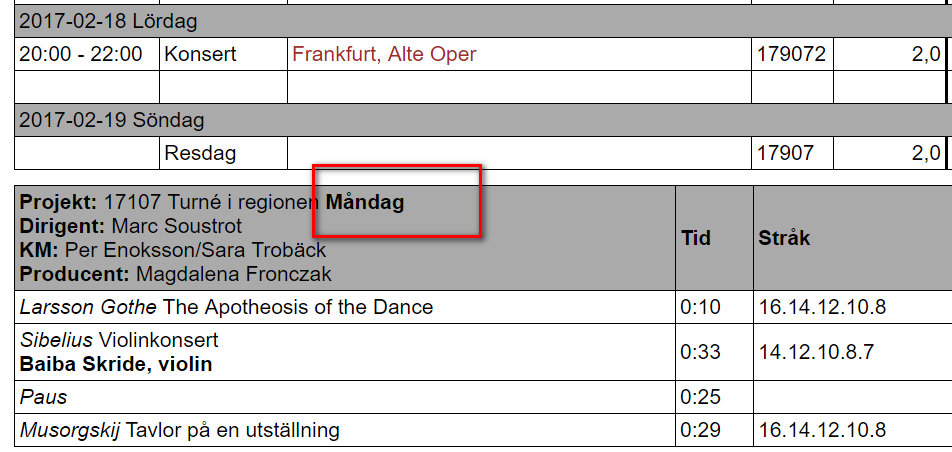 2017-02-18 Lördag
20:00 - 22:00 Konsert Frankfurt, Alte Oper 179072 2,0
2017-02-19 Söndag
Resdag 17907 2,0
Projekt: 17107 Turné i regionen Måndag
Dirigent: Marc Soustrot
KM: Per Enoksson/Sara Trobäck
Producent: Magdalena Fronczak
Tid Stråk
Larsson Gothe The Apotheosis of the Dance 0:10 16.14.12.10.8
Sibelius Violinkonsert
Baiba Skride, violin
0:33 14.12.10.8.7
Paus 0:25
Musorgskij Tavlor på en utställning 0:29 16.14.12.10.8